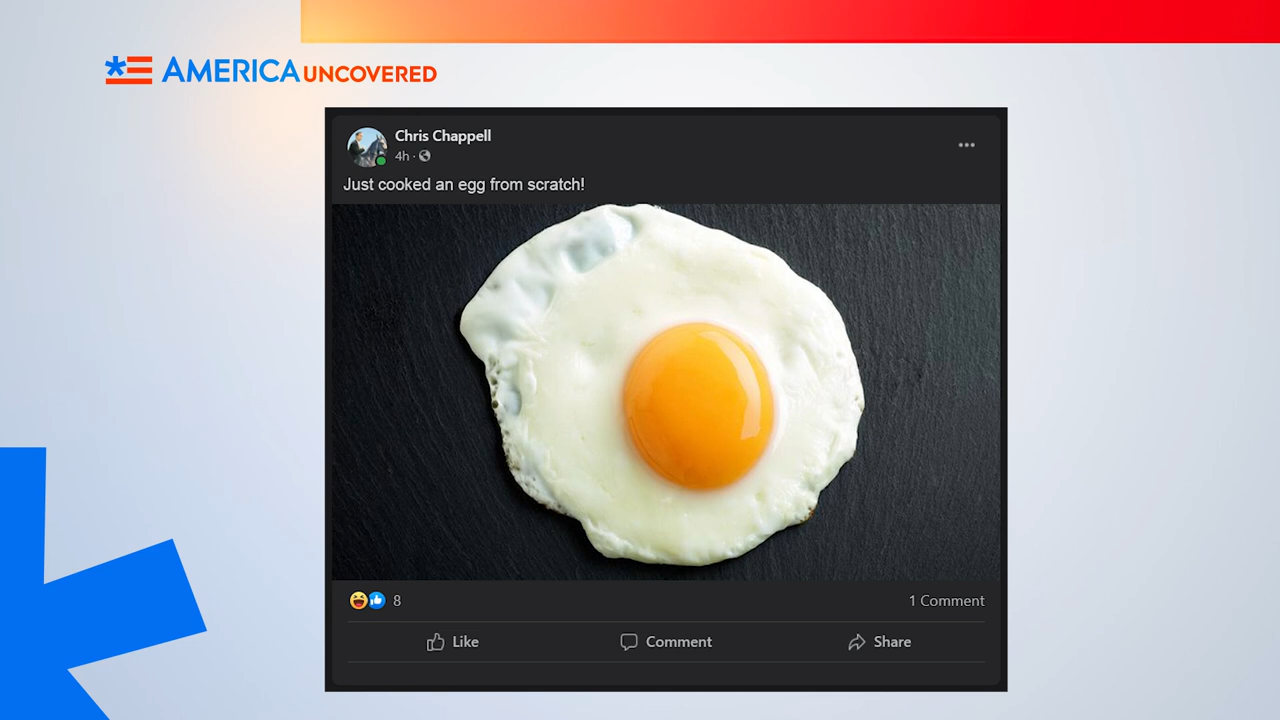 AMERICA UNCOVERED
Chris Chappell
4h ·
Just cooked an egg from scratch!
8
1 Comment
Like
Comment
Share